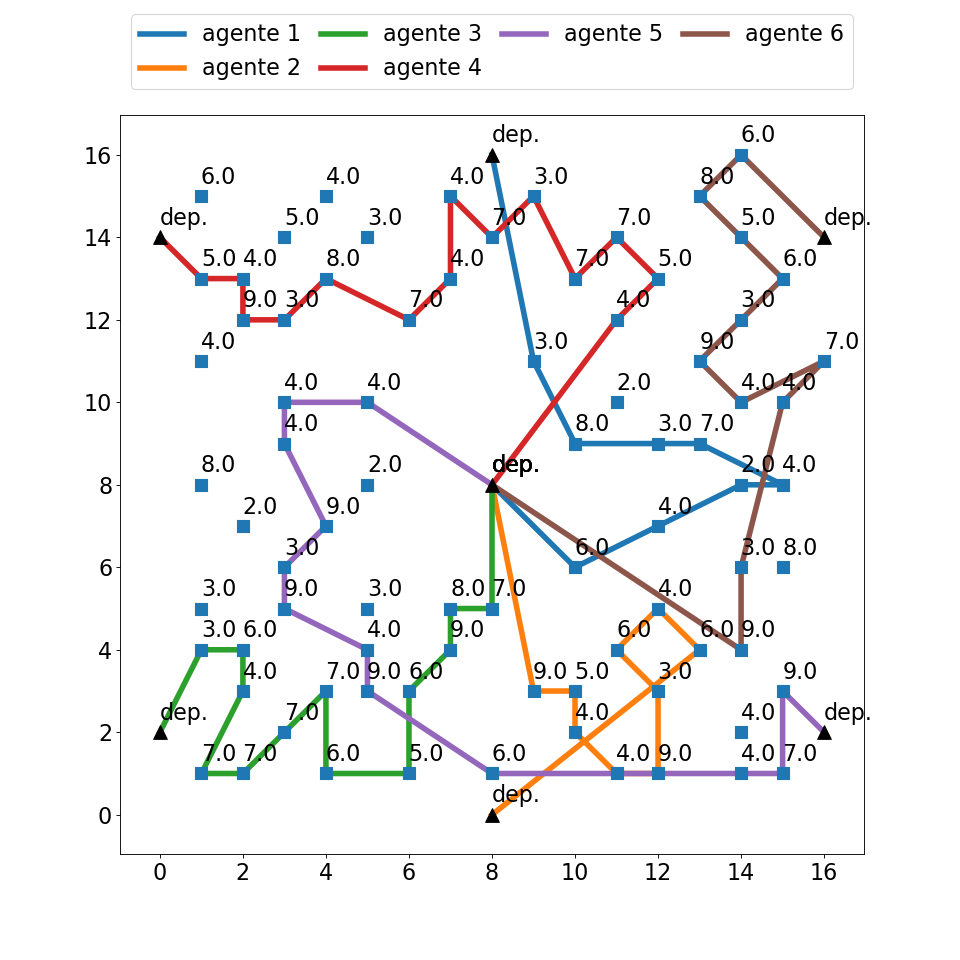 agente 1 agente 3 agente 5 agente 6
agente 2 agente 4
dep. 6.0
16
6.0 4.0 4.0 3.0 8.0
dep. 5.0 3.0 7.0 7.0 5.0 dep.
14
5.0 4.0 8.0 4.0 7.0 5.0 6.0
9.0 3.0 7.0 4.0 3.0
12
4.0 3.0 9.0 7.0
4.0 4.0 2.0 4.0 4.0
10
4.0 8.0 3.0 7.0
8.0 2.0 dep. 2.0 4.0
8
2.0 9.0 4.0
3.0 6.0 3.0 8.0
6
3.0 9.0 3.0 8.0 7.0 4.0
3.0 6.0 4.0 9.0 6.0 6.0 9.0
4
4.0 7.0 9.0 6.0 9.0 5.0 3.0 9.0
dep. 7.0 4.0 4.0 dep.
2
7.0 7.0 6.0 5.0 6.0 4.0 9.0 4.0 7.0
dep.
0
0 2 4 6 8 10 12 14 16